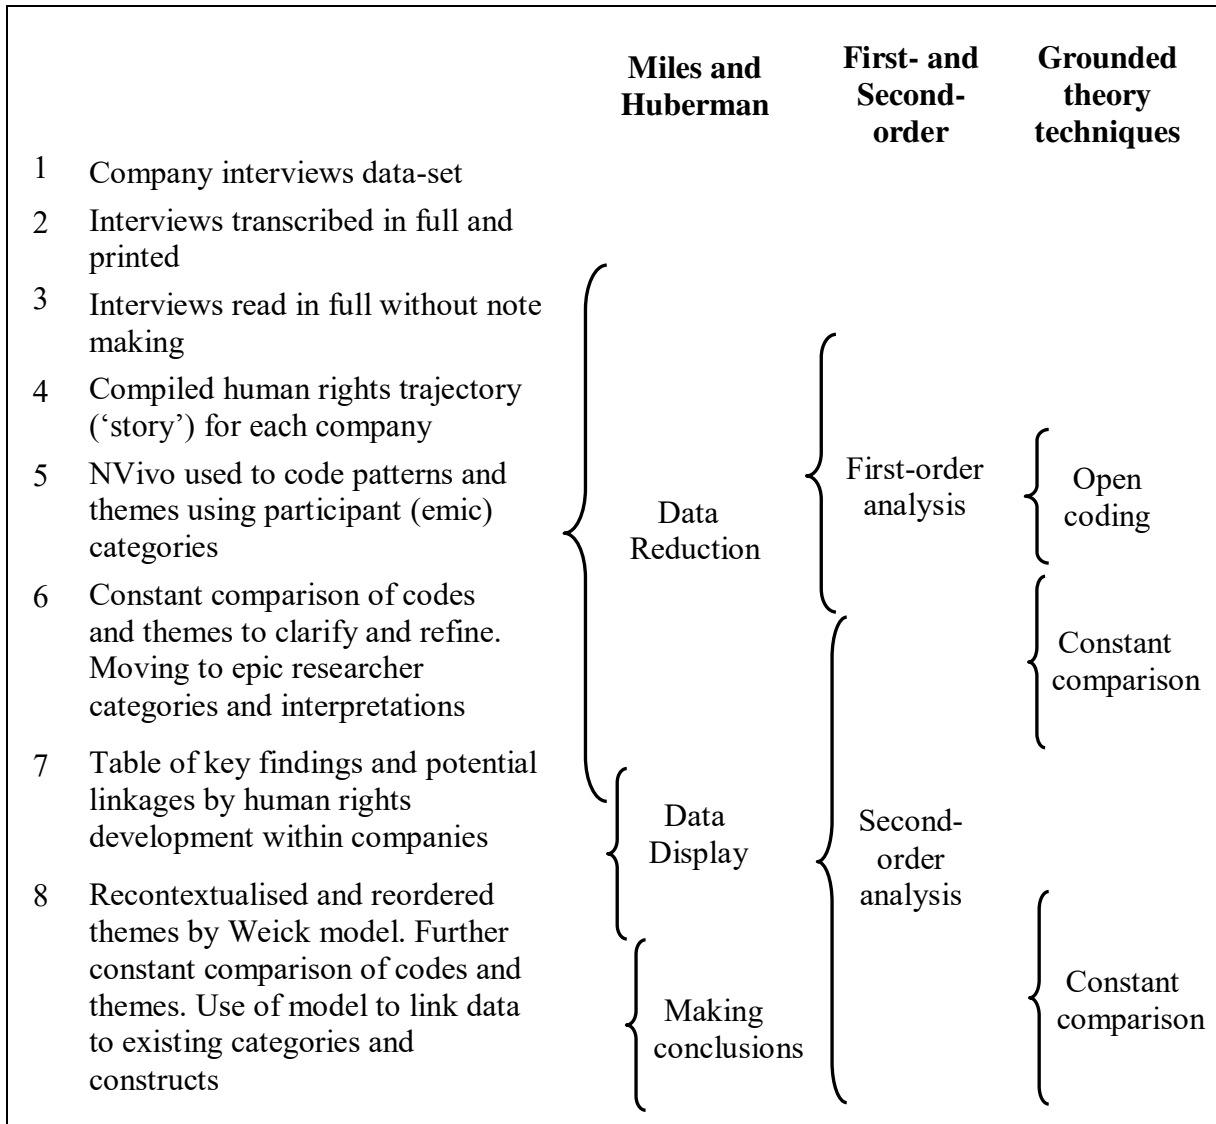 Miles and
Huberman
First- and
Second-
order
Grounded
theory
techniques
1 Company interviews data-set
2 Interviews transcribed in full and
printed
3 Interviews read in full without note
making
4 Compiled human rights trajectory
(‘story’) for each company
5 NVivo used to code patterns and
themes using participant (emic)
categories
6 Constant comparison of codes
and themes to clarify and refine.
Moving to epic researcher
categories and interpretations
7 Table of key findings and potential
linkages by human rights
development within companies
8 Recontextualised and reordered
themes by Weick model. Further
constant comparison of codes and
themes. Use of model to link data
to existing categories and
constructs
Data
Reduction
Data
Display
Making
conclusions
First-order
analysis
Second-
order
analysis
Open
coding
Constant
comparison
Constant
comparison